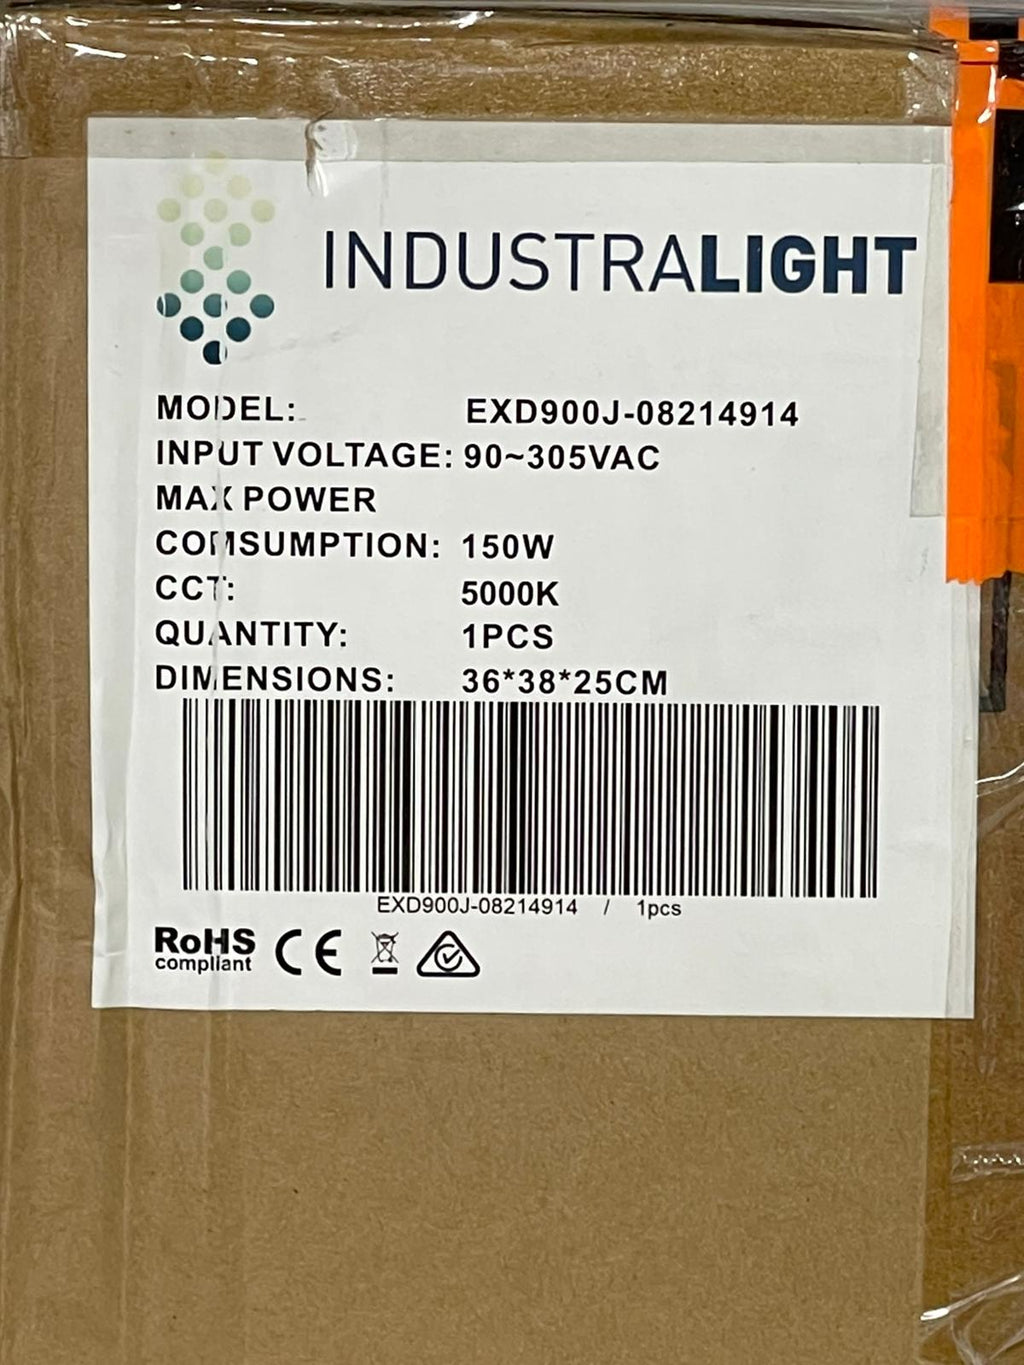 INDUSTRALIGHT
MODEL: EXD900J-08214914
INPUT VOLTAGE: 90~305VAC
MAX POWER
COMSUMPTION: 150W
CCT: 5000K
QUANTITY: 1PCS
DIMENSIONS: 36*38*25CM
EXD900J-08214914 / 1pcs
RoHS CE
compliant